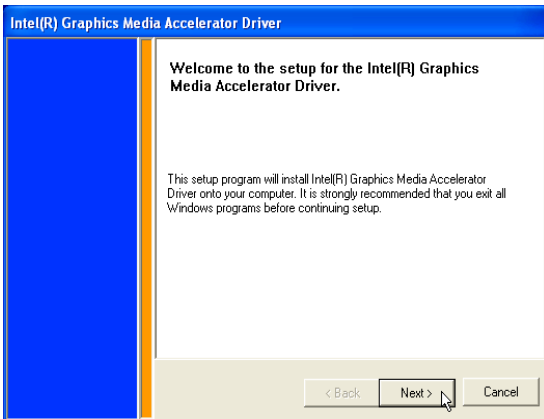 Intel(R) Graphics Media Accelerator Driver
Welcome to the setup for the Intel(R) Graphics
Media Accelerator Driver.
This setup program will install Intel(R) Graphics Media Accelerator
Driver onto your computer. It is strongly recommended that you exit all
Windows programs before continuing setup.
< Back Next > Cancel